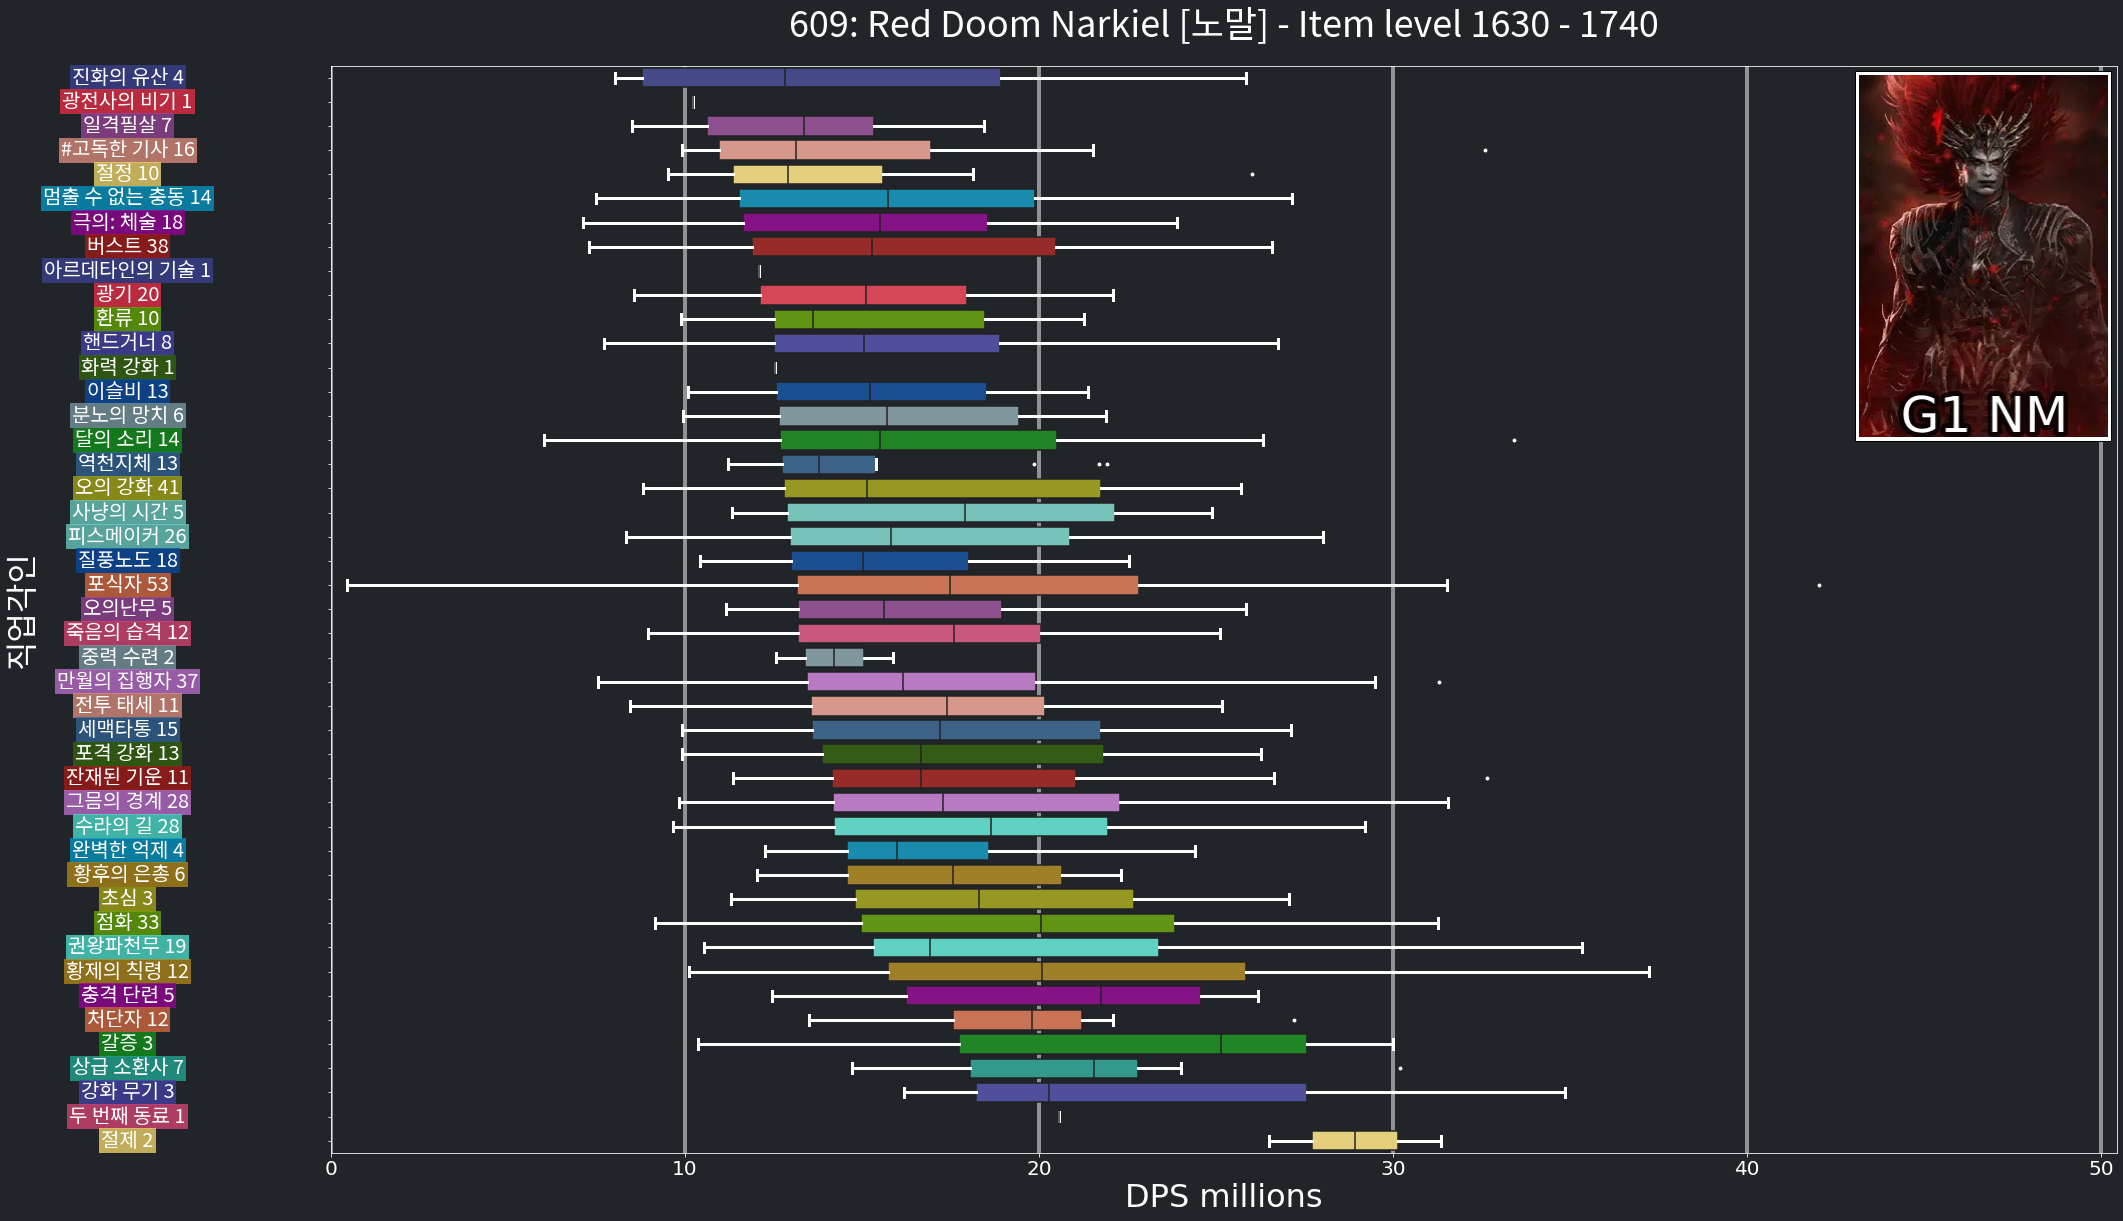 609: Red Doom Narkiel [노말] - Item level 1630 - 1740
진화의 유산 4
광전사의 비기 1
일격필살 7
#고독한 기사 16
절정 10
멈출 수 없는 충동 14
극의: 체술 18
버스트 38
아르데타인의 기술 1
광기 20
환류 10
핸드거너 8
화력 강화 1
이슬비 13
분노의 망치 6
달의 소리 14
역천지체 13
오의 강화 41
사냥의 시간 5
피스메이커 26
질풍노도 18
포식자 53
오의난무 5
죽음의 습격 12
중력 수련 2
만월의 집행자 37
전투 태세 11
세맥타통 15
포격 강화 13
잔재된 기운 11
그믐의 경계 28
수라의 길 28
완벽한 억제 4
황후의 은총 6
초심 3
점화 33
권왕파천무 19
황제의 칙령 12
충격 단련 5
처단자 12
갈증 3
상급 소환사 7
강화 무기 3
두 번째 동료 1
절제 2
직업각인
0 10 20 30 40 50
DPS millions
G1 NM